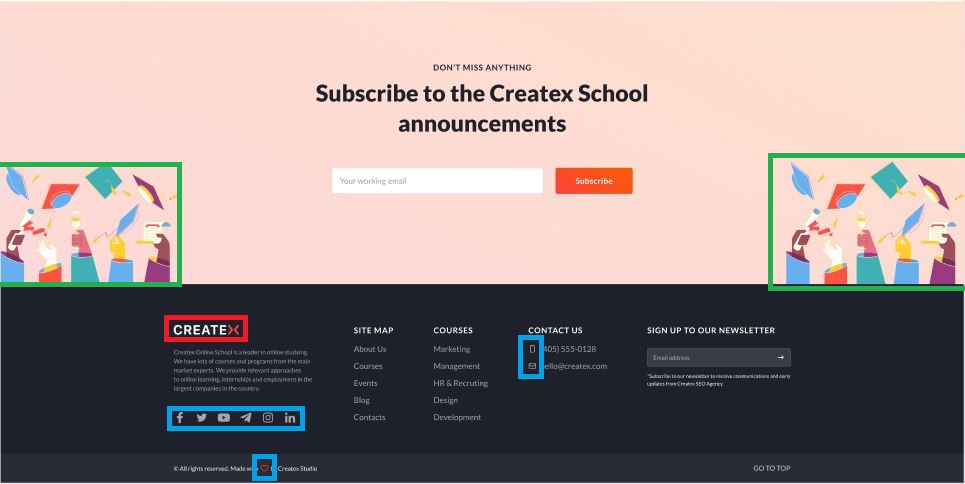 DON'T MISS ANYTHING
Subscribe to the Createx School
announcements
Your working email
Subscribe
CREATEX
Createx Online School is a leader in online studying.
We have lots of courses and programs from the main
market experts. We provide relevant approaches
to online learning, internships and employment in the
largest companies in the country.
SITE MAP
About Us
Courses
Events
Blog
Contacts
COURSES
Marketing
Management
HR & Recruting
Design
Development
CONTACT US
405) 555-0128
ello@createx.com
SIGN UP TO OUR NEWSLETTER
Email address
*Subscribe to our newsletter to receive communications and early
updates from Createx SEO Agency.
© All rights reserved. Made Createx Studio
GO TO TOP